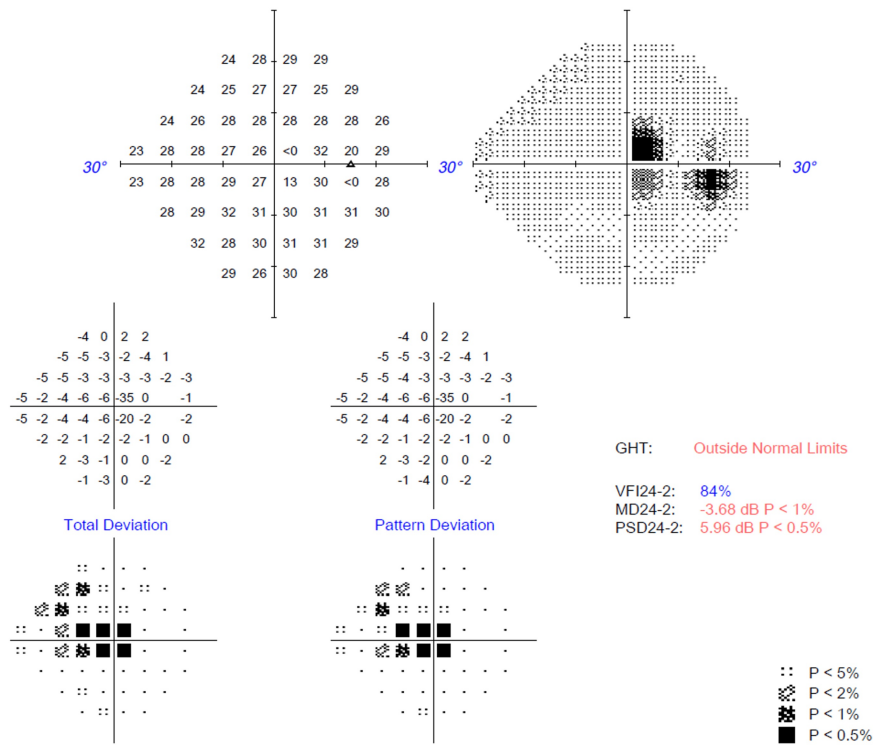 24 28 29 29
24 25 27 27 25 29
24 26 28 28 28 28 28 26
23 28 28 27 26 <0 32 20 29
30° 30° 30°
23 28 28 29 27 13 30 <0 28
28 29 32 31 30 31 31 30
32 28 30 31 31 29
29 26 30 28
-4 0 2 2
-5 -5 -3 -2 -4 1
-5 -5 -3 -3 -3 -3 -2 -3
-5 -2 -4 -6 -6 -35 0 -1
-5 -2 -4 -4 -6 -20 -2 -2
-2 -2 -1 -2 -2 -1 0 0
2 -3 -1 0 0 -2
-1 -3 0 -2
Total Deviation
-4 0 2 2
-5 -5 -3 -2 -4 1
-5 -5 -3 -3 -3 -3 -2 -3
-5 -2 -4 -6 -6 -35 0 -1
-5 -2 -4 -4 -6 -20 -2 -2
-2 -2 -1 -2 -2 -1 0 0
2 -3 -2 0 0 -2
-1 -4 0 -2
Pattern Deviation
GHT: Outside Normal Limits
VFI24-2: 84%
MD24-2: -3.68 dB P < 1%
PSD24-2: 5.96 dB P < 0.5%
P < 5%
P < 2%
P < 1%
P < 0.5%